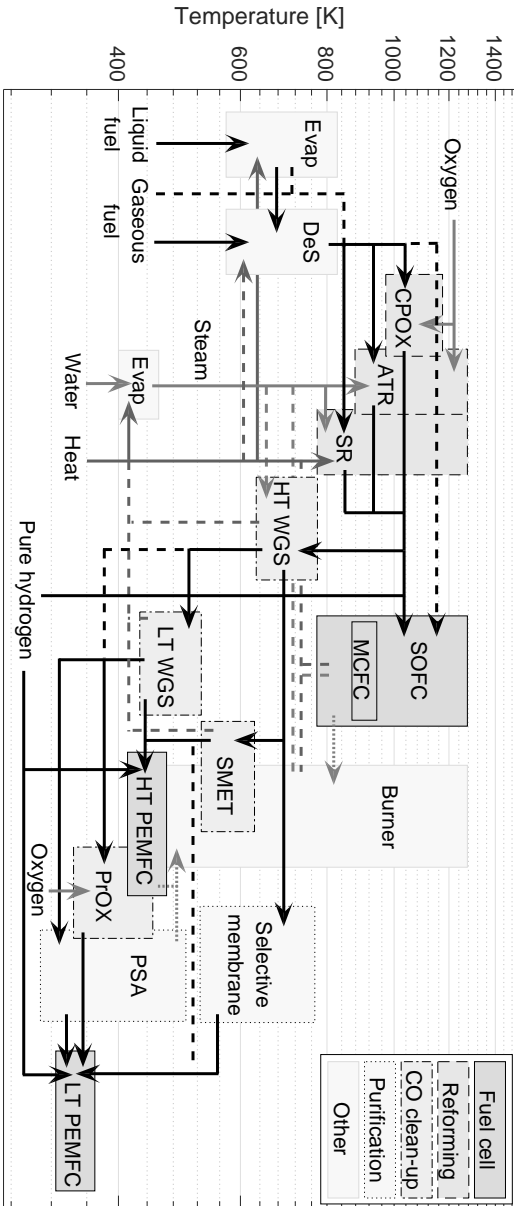 Temperature [K]
400
600
800
1000
1200
1400
Liquid
fuel
Gaseous
fuel
Evap
DeS
Oxygen
CPOX
ATR
SR
Steam
Evap
Water
Heat
HT WGS
Pure hydrogen
LT WGS
SOFC
MCFC
SMET
HT PEMFC
Burner
PrOX
Oxygen
PSA
Selective
membrane
LT PEMFC
Fuel cell
Reforming
CO clean-up
Purification
Other